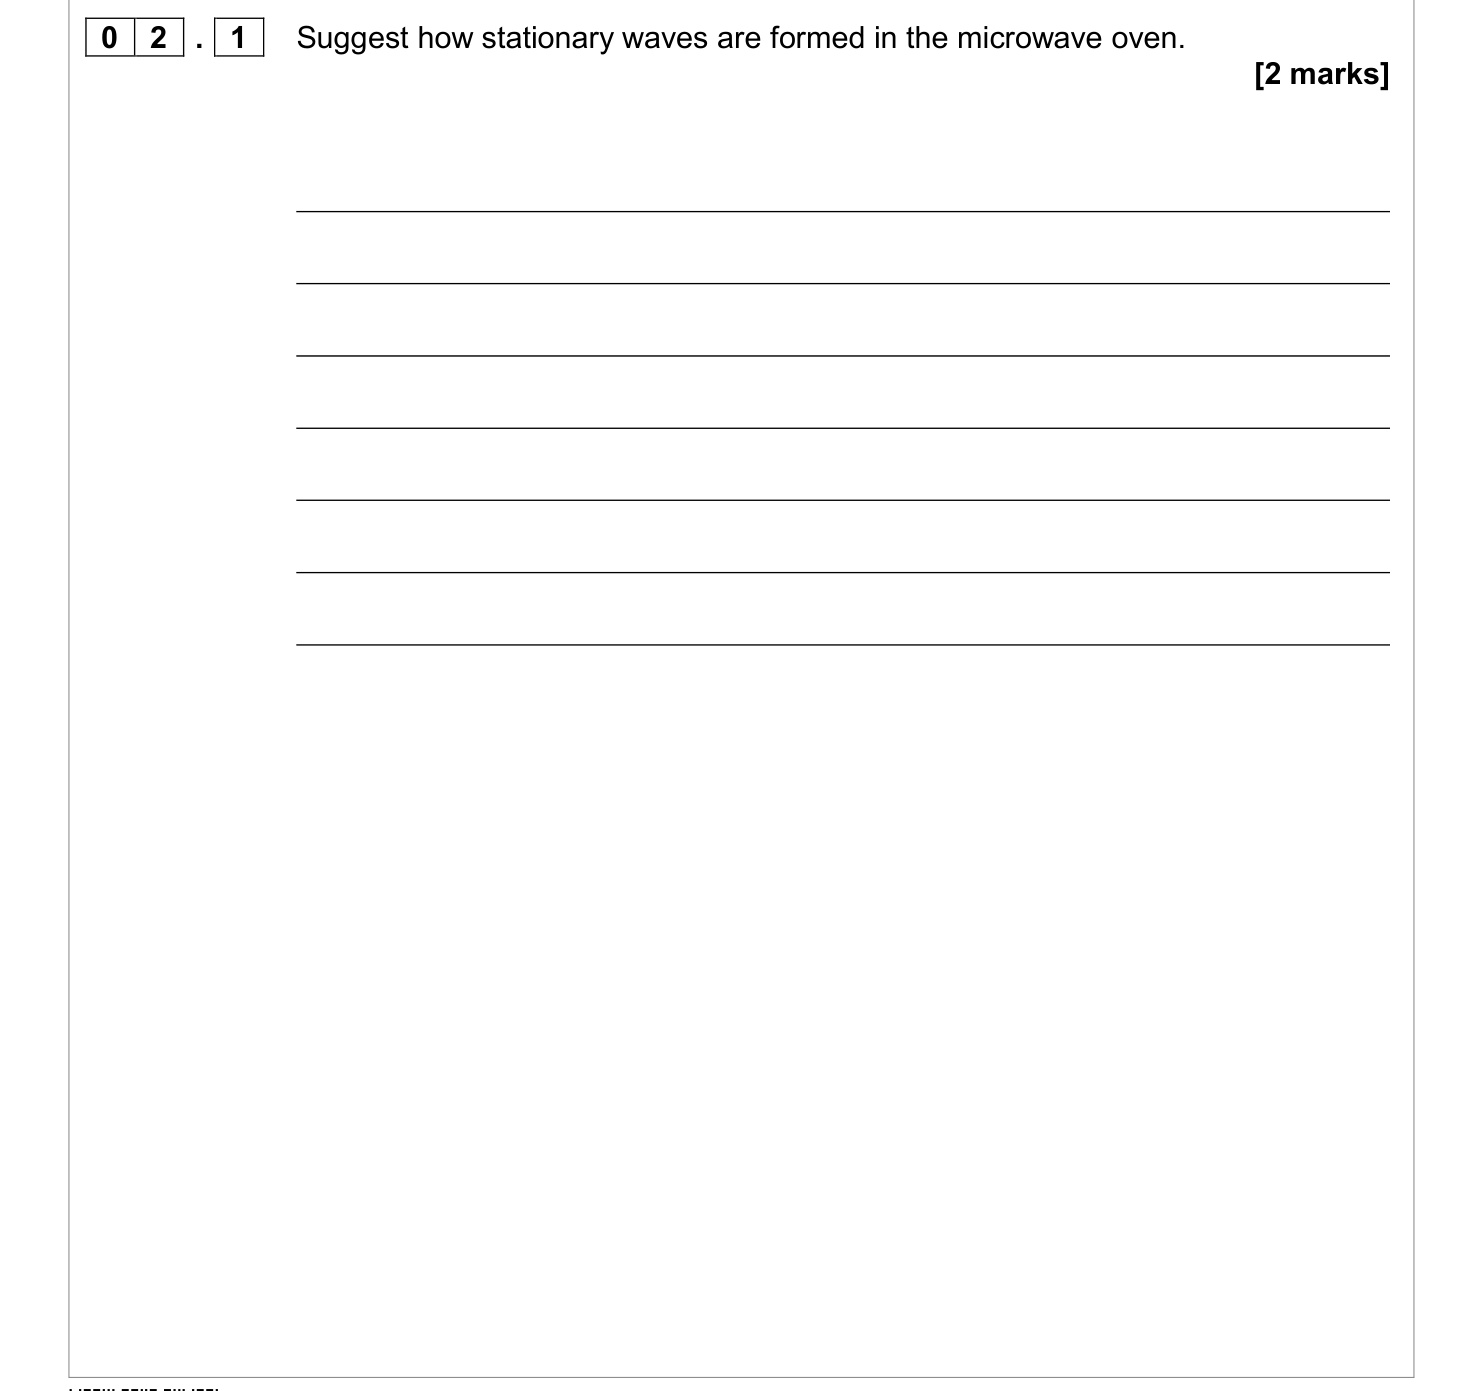 0 2 . 1 Suggest how stationary waves are formed in the microwave oven.
[2 marks]